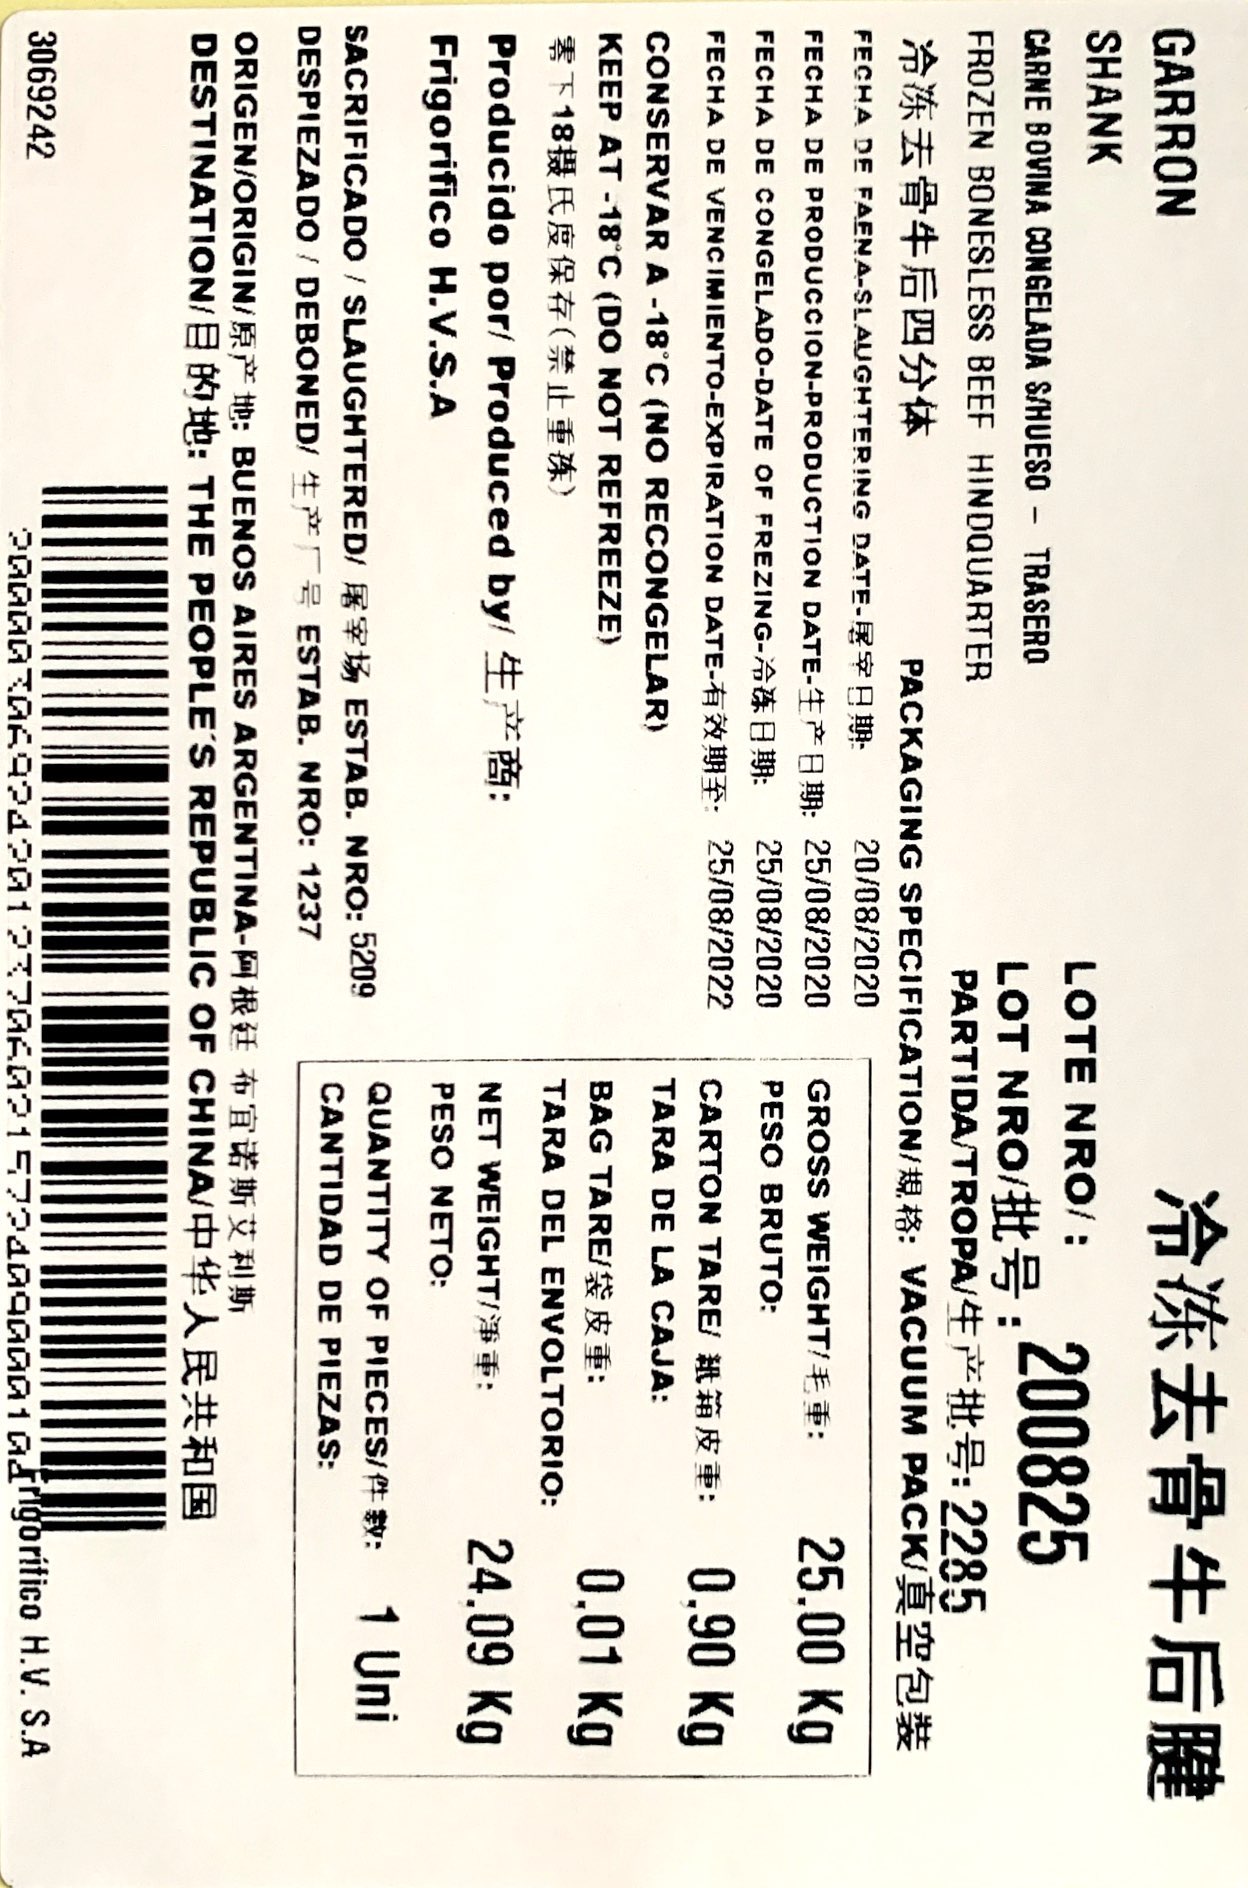 GARRON
冷冻去骨牛后腱
SHANK
LOTE NRO/ :
CARNE BOVINA CONGELADA S/HUESO - TRASERO
LOT NRO/批号 : 200825
FROZEN BONESLESS BEEF HINDQUARTER
PARTIDA/TROPA/生产批号: 2285
冷冻去骨牛后四分体
PACKAGING SPECIFICATION/規格: VACUUM PACK/真空包裝
FECHA DE FAENA-SLAUGHTERING DATE-屠宰日期: 20/08/2020
FECHA DE PRODUCCION-PRODUCTION DATE-生产日期: 25/08/2020
FECHA DE CONGELADO-DATE OF FREZING-冷冻日期: 25/08/2020
FECHA DE VENCIMIENTO-EXPIRATION DATE-有效期至: 25/08/2022
CONSERVAR A -18°C (NO RECONGELAR)
KEEP AT -18°C (DO NOT REFREEZE)
零下18摄氏度保存(禁止重冻)
Producido por/ Produced by/ 生产商:
Frigorifico H.V.S.A
SACRIFICADO / SLAUGHTERED/ 屠宰场 ESTAB. NRO: 5209
DESPIEZADO / DEBONED/ 生产厂号 ESTAB. NRO: 1237
GROSS WEIGHT/毛重: 25.00 Kg
PESO BRUTO:
CARTON TARE/ 紙箱皮重: 0,90 Kg
TARA DE LA CAJA:
BAG TARE/袋皮重: 0,01 Kg
TARA DEL ENVOLTORIO:
NET WEIGHT/淨重: 24.09 Kg
PESO NETO:
QUANTITY OF PIECES/件數: 1 Uni
CANTIDAD DE PIEZAS:
ORIGEN/ORIGIN/原产地: BUENOS AIRES ARGENTINA-阿根廷 布宜诺斯艾利斯
DESTINATION/目的地: THE PEOPLE´S REPUBLIC OF CHINA/中华人民共和国
3069242
Frigorifico H.V. S.A